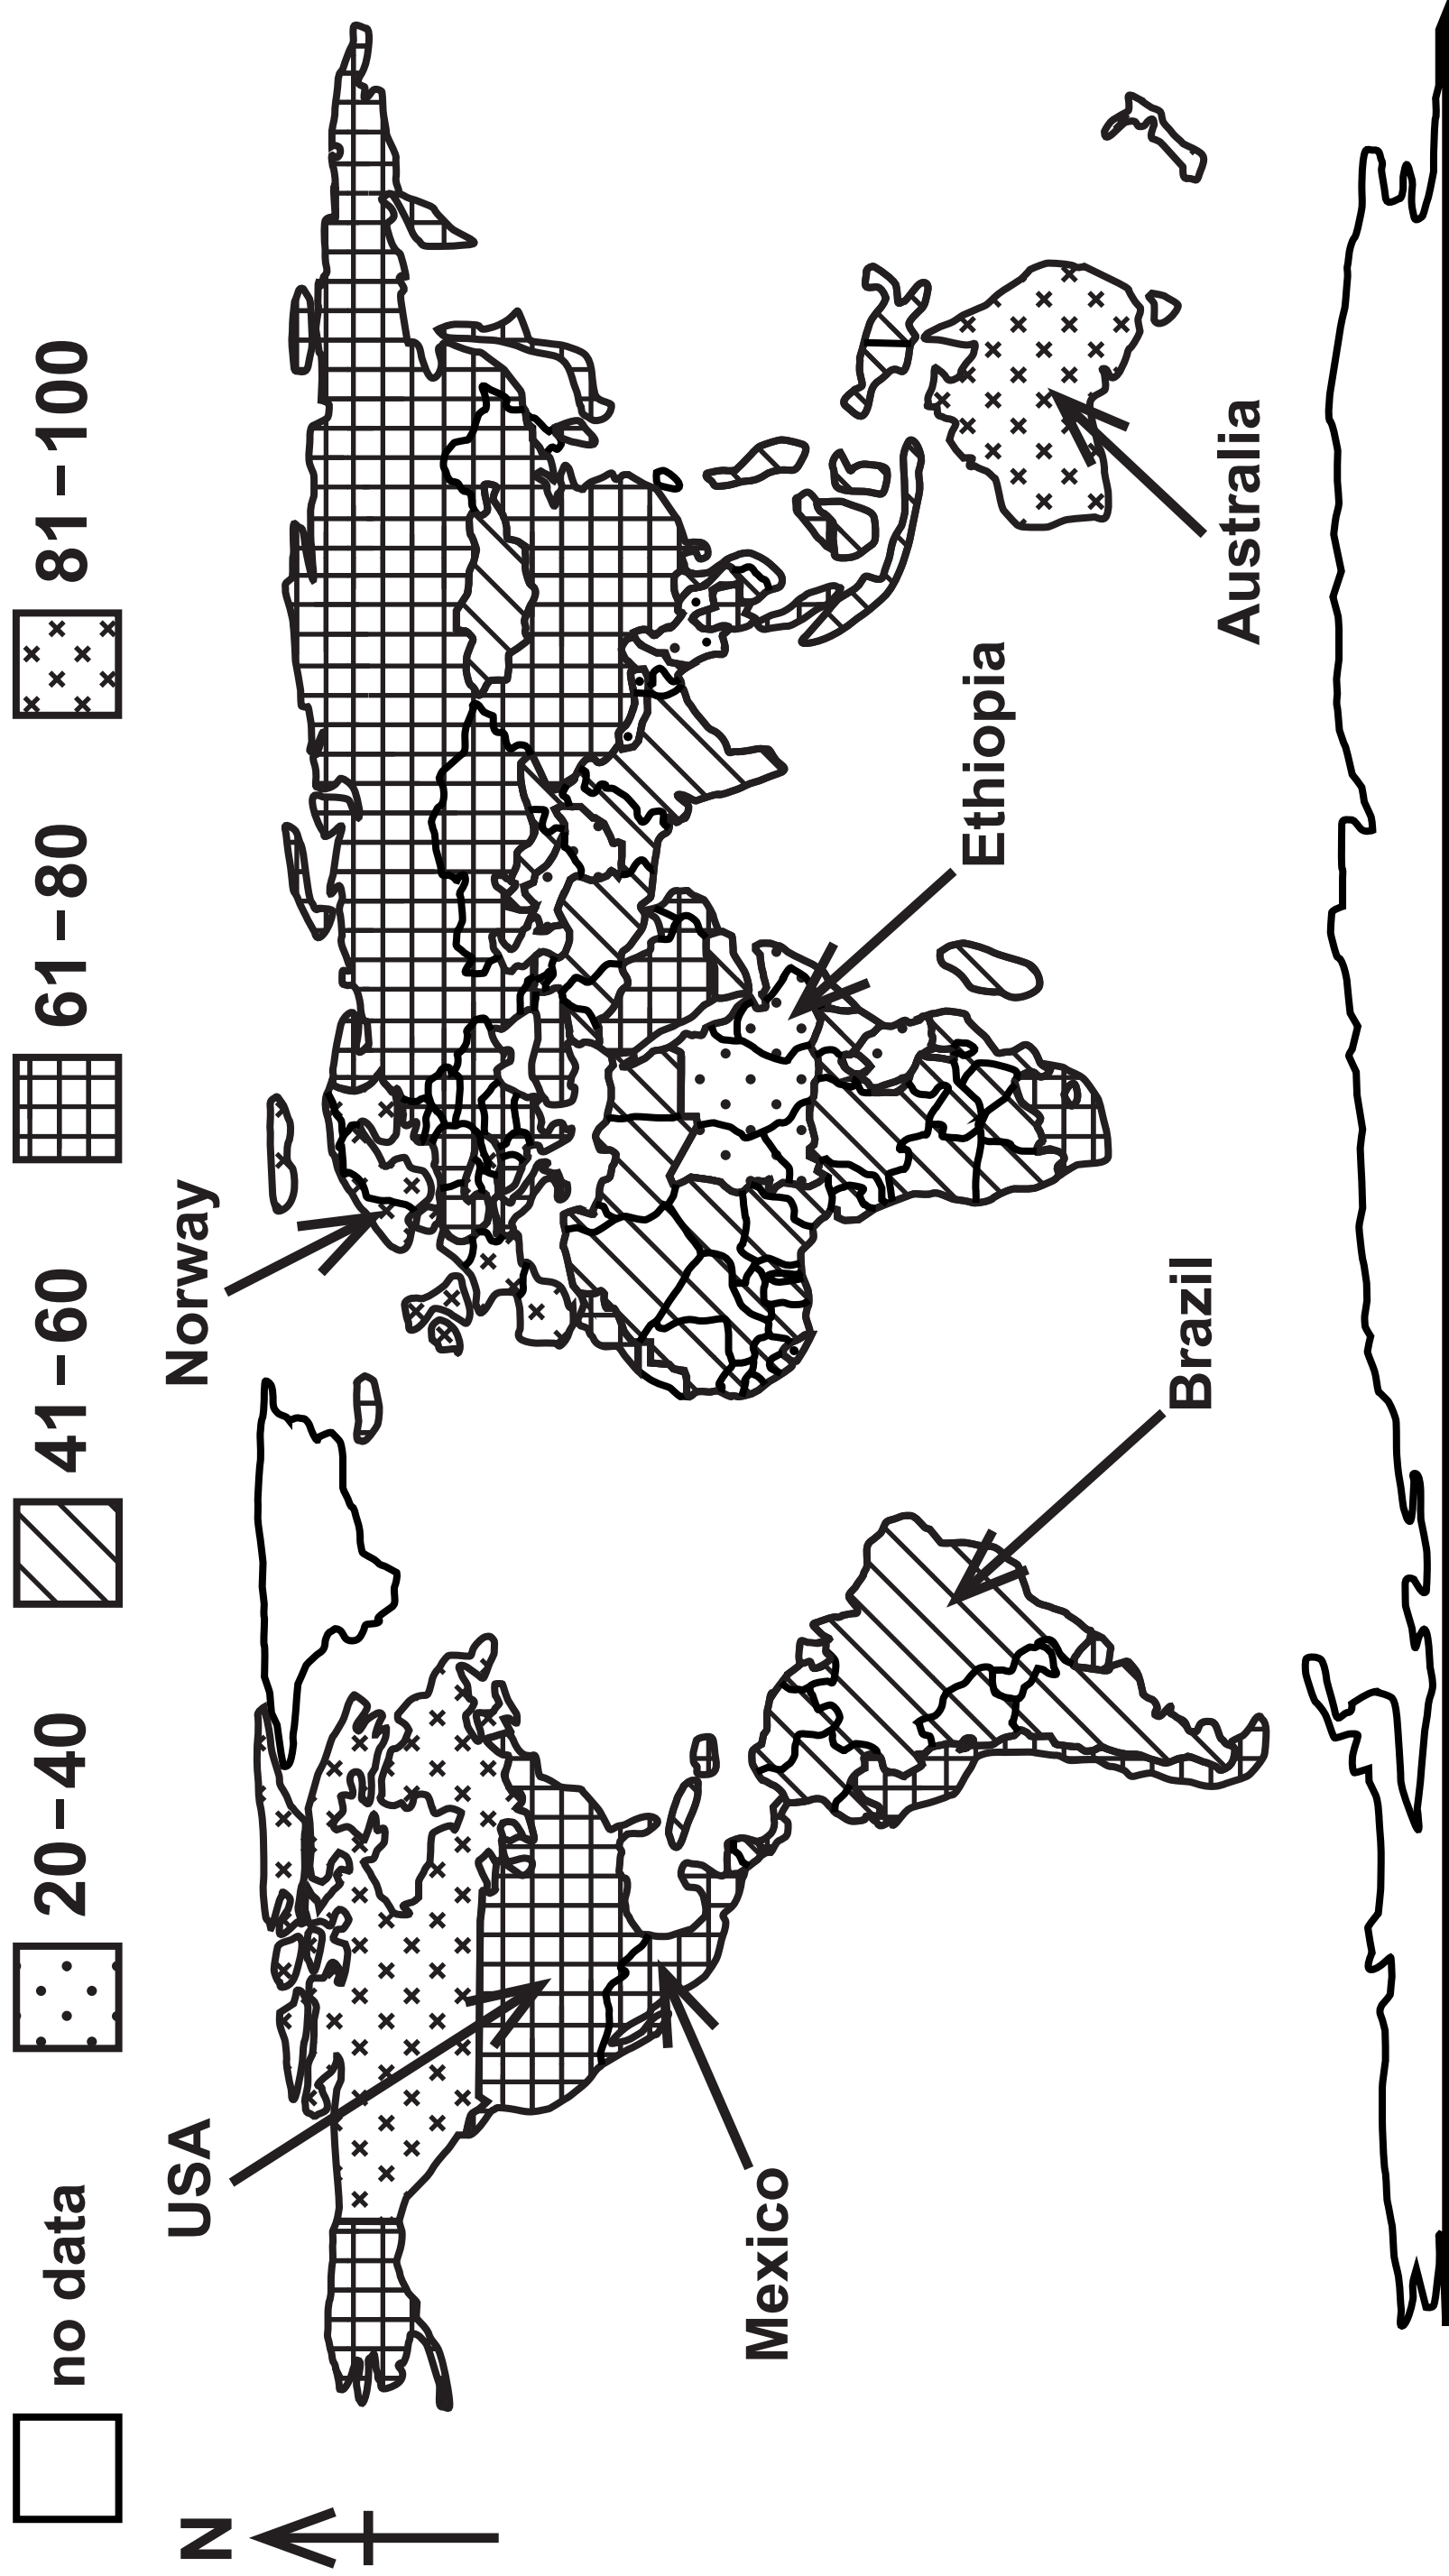 no data
20–40
41–60
61–80
81–100
N
USA
Norway
Mexico
Ethiopia
Brazil
Australia